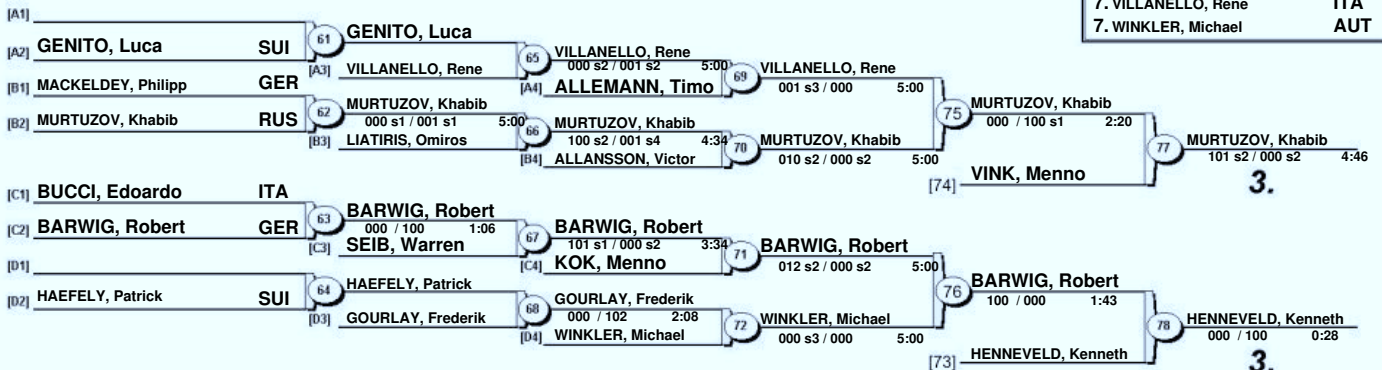 7. VILLANELLO, Rene ITA
7. WINKLER, Michael AUT
[A1]
[A2] GENITO, Luca SUI
61 GENITO, Luca
[A3] VILLANELLO, Rene
65 VILLANELLO, Rene
000 s2 / 001 s2 5:00
[A4] ALLEMANN, Timo
69 VILLANELLO, Rene
001 s3 / 000 5:00
[B1] MACKELDEY, Philipp GER
[B2] MURTUZOV, Khabib RUS
62 MURTUZOV, Khabib
000 s1 / 001 s1 5:00
[B3] LIATIRIS, Omiros
66 MURTUZOV, Khabib
100 s2 / 001 s4 4:34
[B4] ALLANSSON, Victor
70 MURTUZOV, Khabib
010 s2 / 000 s2 5:00
75 MURTUZOV, Khabib
000 / 100 s1 2:20
[74] VINK, Menno
77 MURTUZOV, Khabib
101 s2 / 000 s2 4:46
3.
[C1] BUCCI, Edoardo ITA
[C2] BARWIG, Robert GER
63 BARWIG, Robert
000 / 100 1:06
[C3] SEIB, Warren
67 BARWIG, Robert
101 s1 / 000 s2 3:34
[C4] KOK, Menno
71 BARWIG, Robert
012 s2 / 000 s2 5:00
[D1]
[D2] HAEFELY, Patrick SUI
64 HAEFELY, Patrick
[D3] GOURLAY, Frederik
68 GOURLAY, Frederik
000 / 102 2:08
[D4] WINKLER, Michael
72 WINKLER, Michael
000 s3 / 000 5:00
76 BARWIG, Robert
100 / 000 1:43
[73] HENNEVELD, Kenneth
78 HENNEVELD, Kenneth
000 / 100 0:28
3.